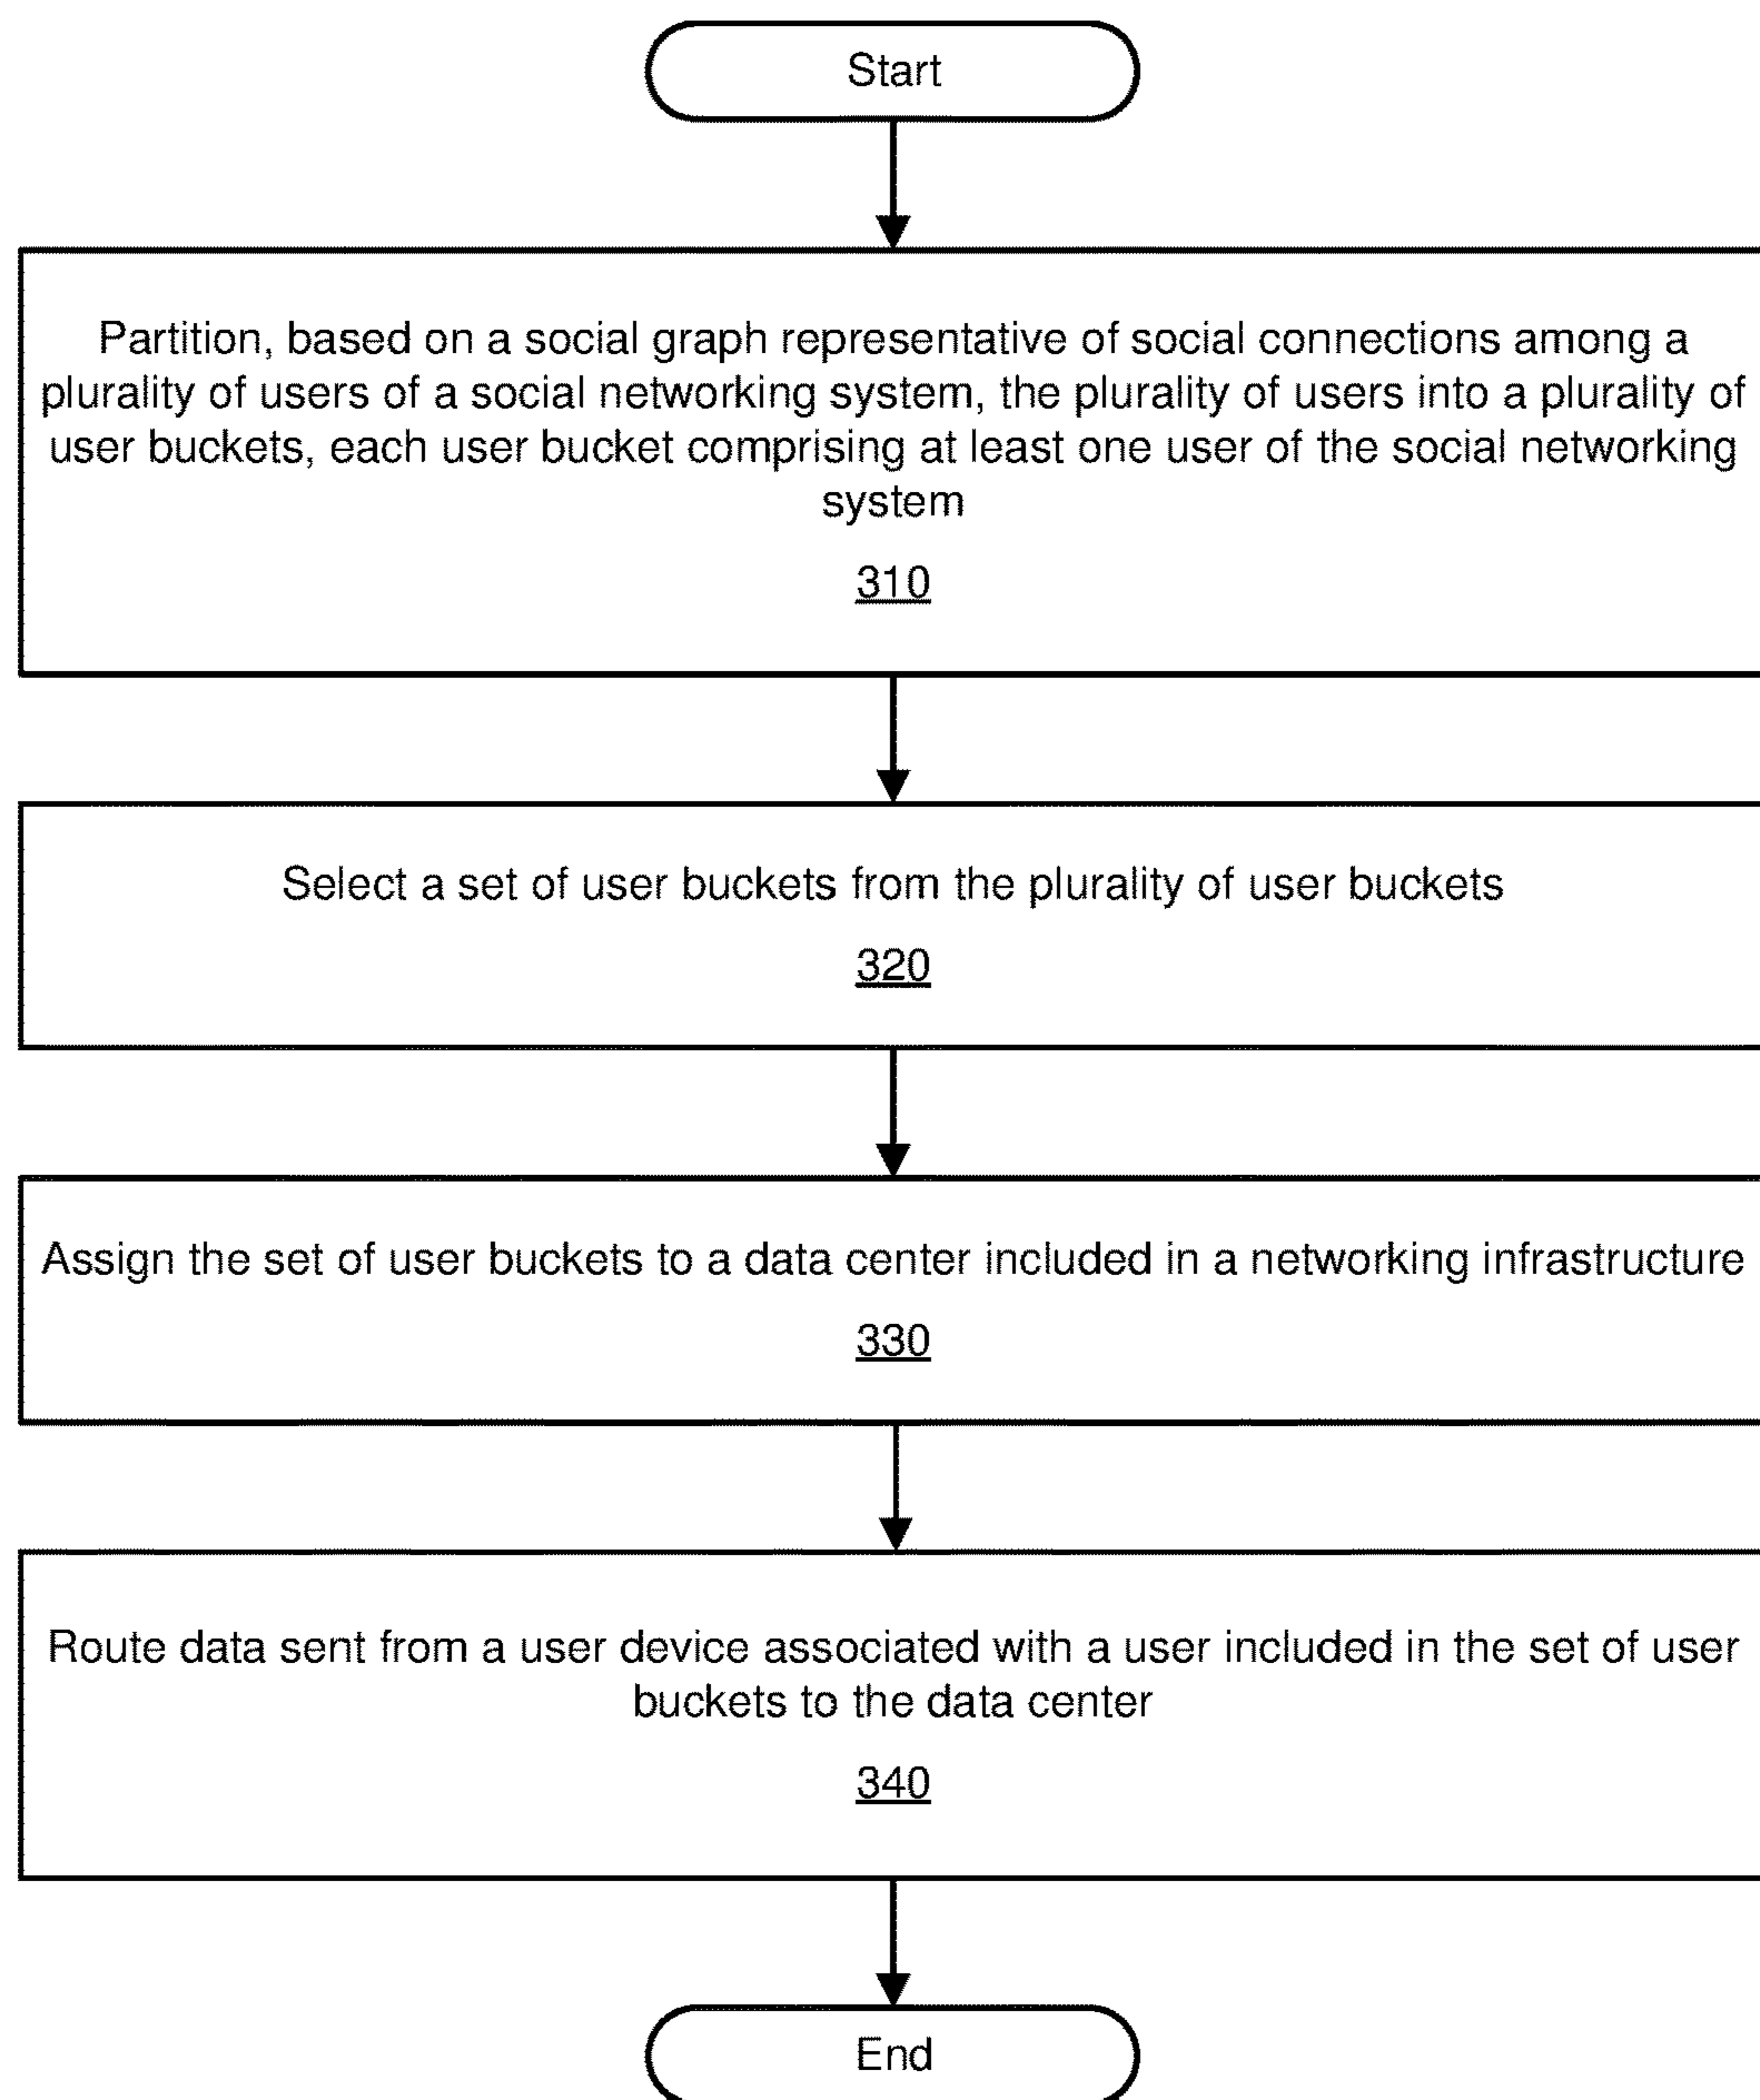 Start
Partition, based on a social graph representative of social connections among a
plurality of users of a social networking system, the plurality of users into a plurality of
user buckets, each user bucket comprising at least one user of the social networking
system
310
Select a set of user buckets from the plurality of user buckets
320
Assign the set of user buckets to a data center included in a networking infrastructure
330
Route data sent from a user device associated with a user included in the set of user
buckets to the data center
340
End